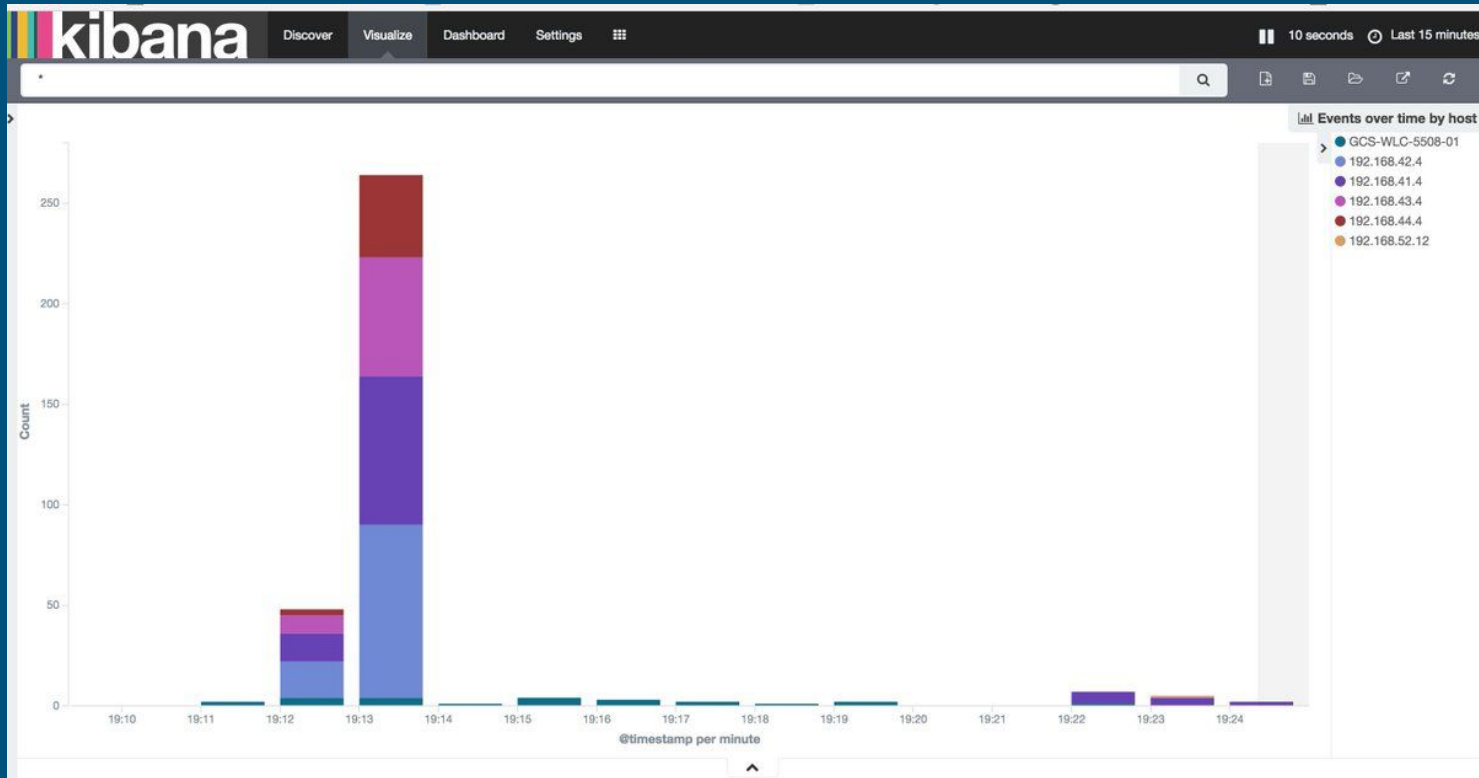 kibana
Discover Visualize Dashboard Settings
10 seconds Last 15 minutes
*
Events over time by host
GCS-WLC-5508-01
192.168.42.4
192.168.41.4
192.168.43.4
192.168.44.4
192.168.52.12
250
200
150
100
50
0
Count
19:10 19:11 19:12 19:13 19:14 19:15 19:16 19:17 19:18 19:19 19:20 19:21 19:22 19:23 19:24
@timestamp per minute